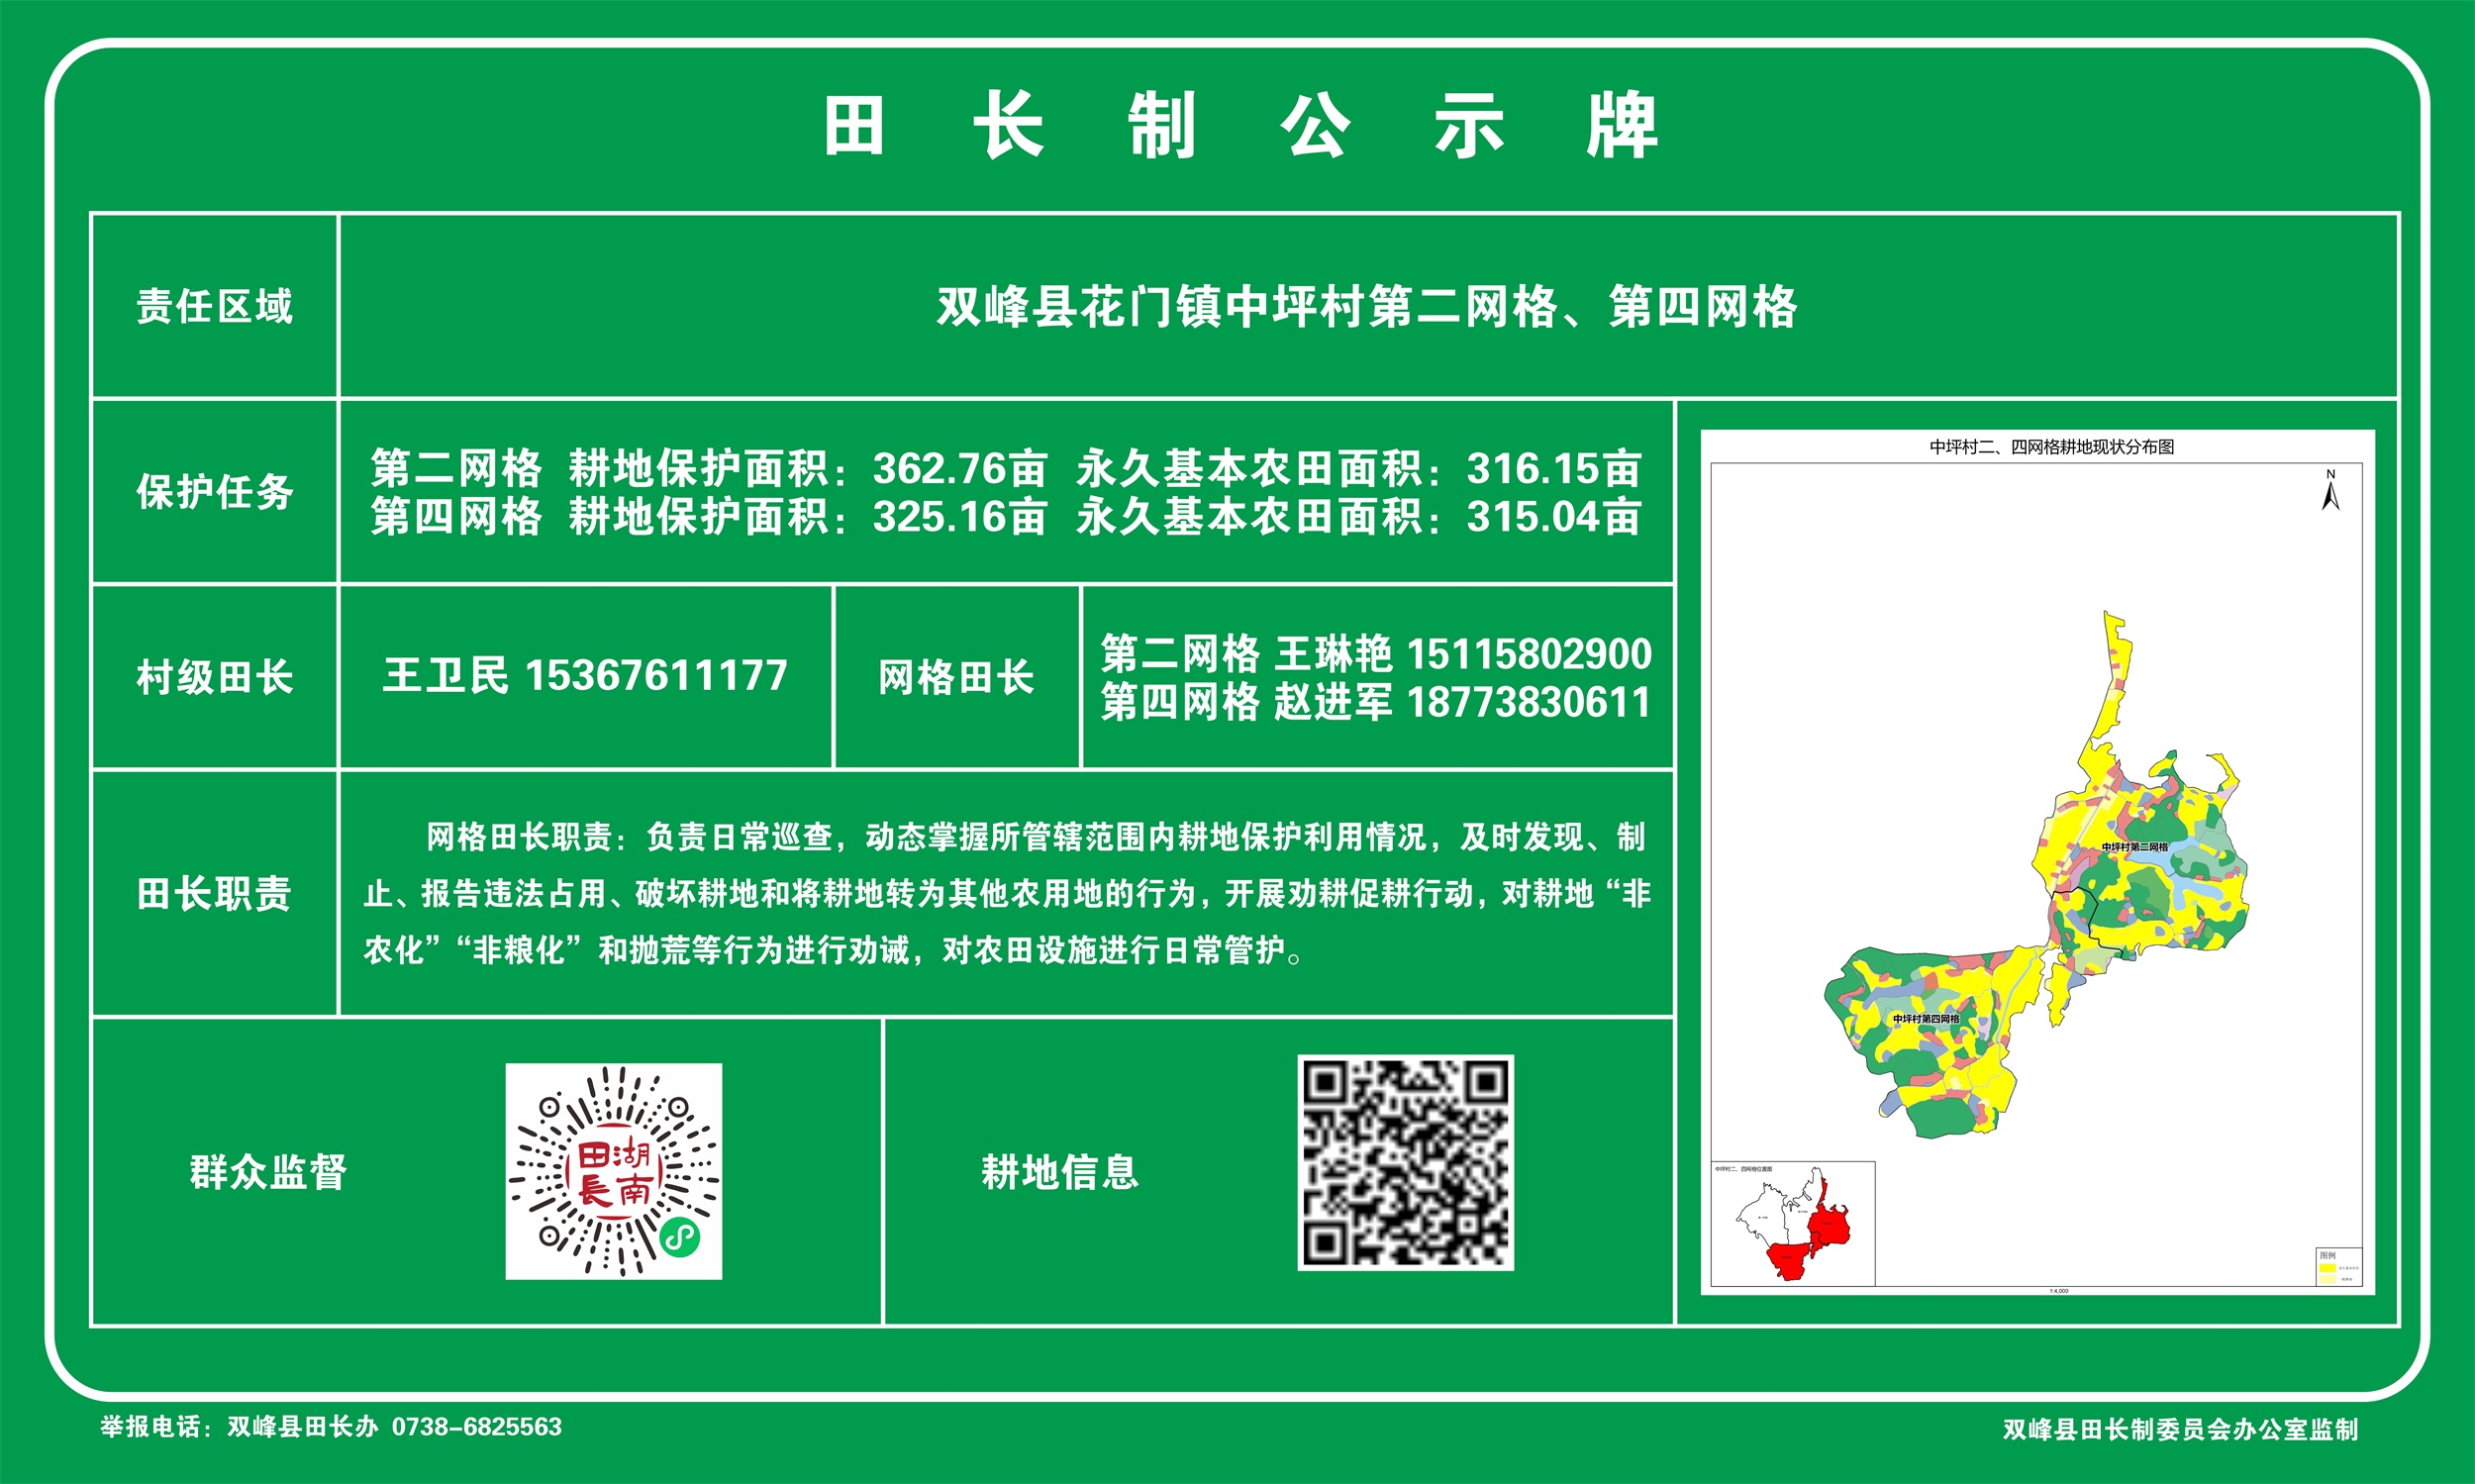 田长制公示牌
责任区域
双峰县花门镇中坪村第二网格、第四网格
保护任务
第二网格 耕地保护面积：362.76亩 永久基本农田面积：316.15亩
第四网格 耕地保护面积：325.16亩 永久基本农田面积：315.04亩
村级田长
王卫民 15367611177
网格田长
第二网格 王琳艳 15115802900
第四网格 赵进军 18773830611
田长职责
网格田长职责：负责日常巡查，动态掌握所管辖范围内耕地保护利用情况，及时发现、制
止、报告违法占用、破坏耕地和将耕地转为其他农用地的行为，开展劝耕促耕行动，对耕地“非
农化”“非粮化”和抛荒等行为进行劝诫，对农田设施进行日常管护。
群众监督
湖南
田長
耕地信息
中坪村二、四网格耕地现状分布图
N
中坪村第二网格
中坪村第四网格
中坪村二、四网格位置图
图例
1:4,000
举报电话：双峰县田长办 0738-6825563
双峰县田长制委员会办公室监制